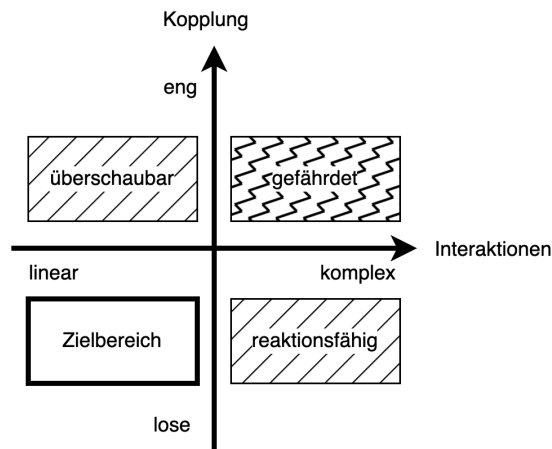 Kopplung
eng
überschaubar
gefährdet
Interaktionen
linear
komplex
Zielbereich
reaktionsfähig
lose